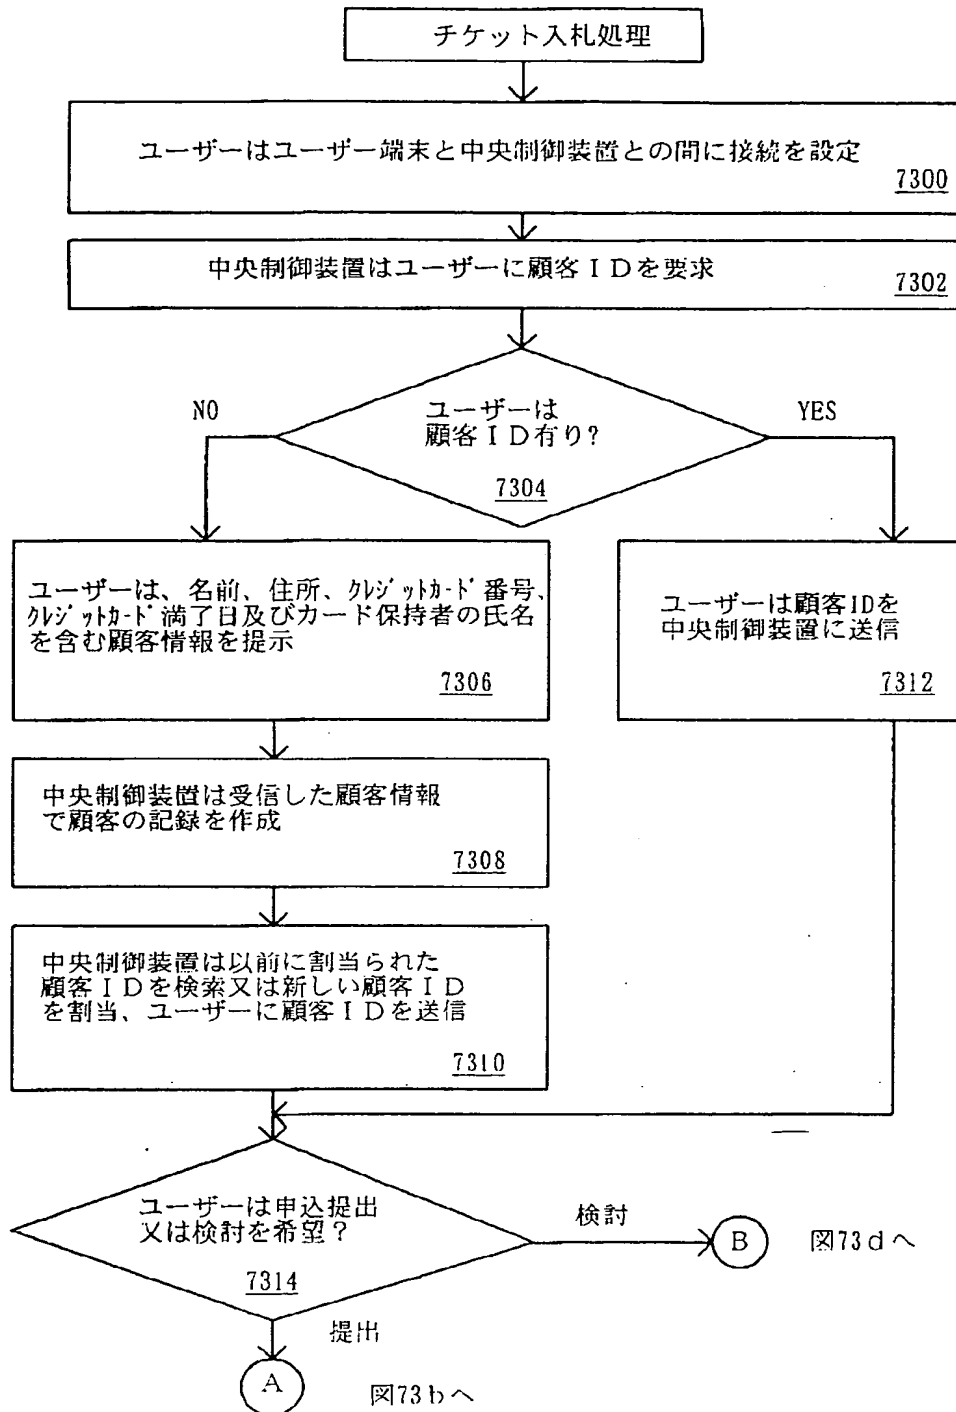 チケット入札処理
ユーザーはユーザー端末と中央制御装置との間に接続を設定
7300
中央制御装置はユーザーに顧客ＩＤを要求
7302
ユーザーは
顧客ＩＤ有り?
7304
NO
YES
ユーザーは、名前、住所、ｸﾚｼﾞｯﾄｶｰﾄﾞ番号、
ｸﾚｼﾞｯﾄｶｰﾄﾞ満了日及びカード保持者の氏名
を含む顧客情報を提示
7306
ユーザーは顧客IDを
中央制御装置に送信
7312
中央制御装置は受信した顧客情報
で顧客の記録を作成
7308
中央制御装置は以前に割当られた
顧客ＩＤを検索又は新しい顧客ＩＤ
を割当、ユーザーに顧客ＩＤを送信
7310
ユーザーは申込提出
又は検討を希望?
7314
検討
B
図73dへ
提出
A
図73bへ